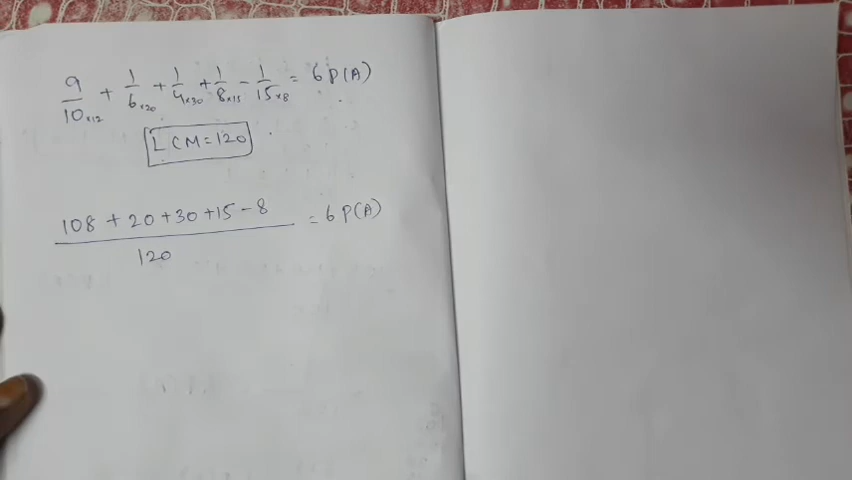 9/10×12 + 1/6×20 + 1/4×30 + 1/8×15 - 1/15×8 = 6P(A)
LCM=120
108+20+30+15-8/120 = 6P(A)